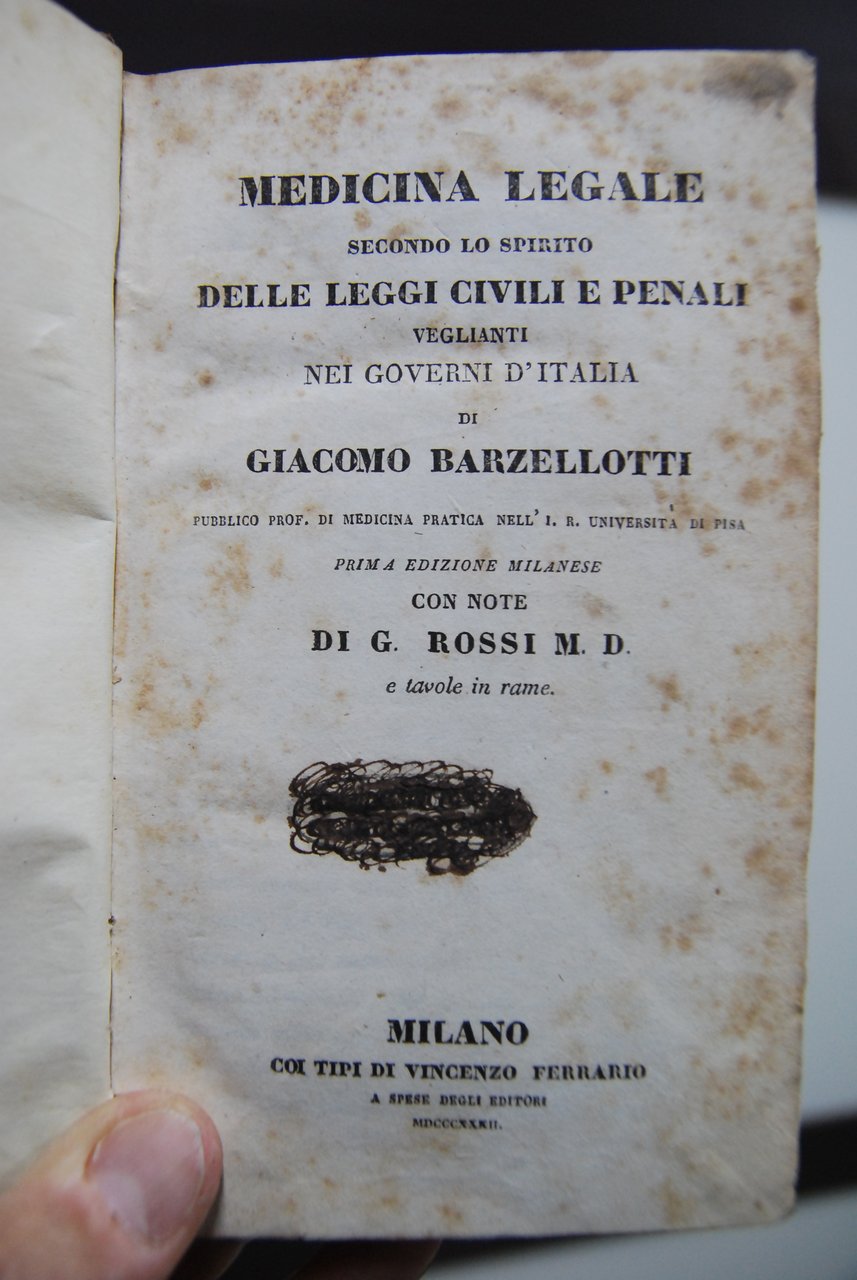 MEDICINA LEGALE
SECONDO LO SPIRITO
DELLE LEGGI CIVILI E PENALI
VEGLIANTI
NEI GOVERNI D'ITALIA
DI
GIACOMO BARZELLOTTI
PUBBLICO PROF. DI MEDICINA PRATICA NELL' I. R. UNIVERSITÀ DI PISA
PRIMA EDIZIONE MILANESE
CON NOTE
DI G. ROSSI M. D.
e tavole in rame.
MILANO
COI TIPI DI VINCENZO FERRARIO
A SPESE DEGLI EDITORI
MDCCCXXXII.